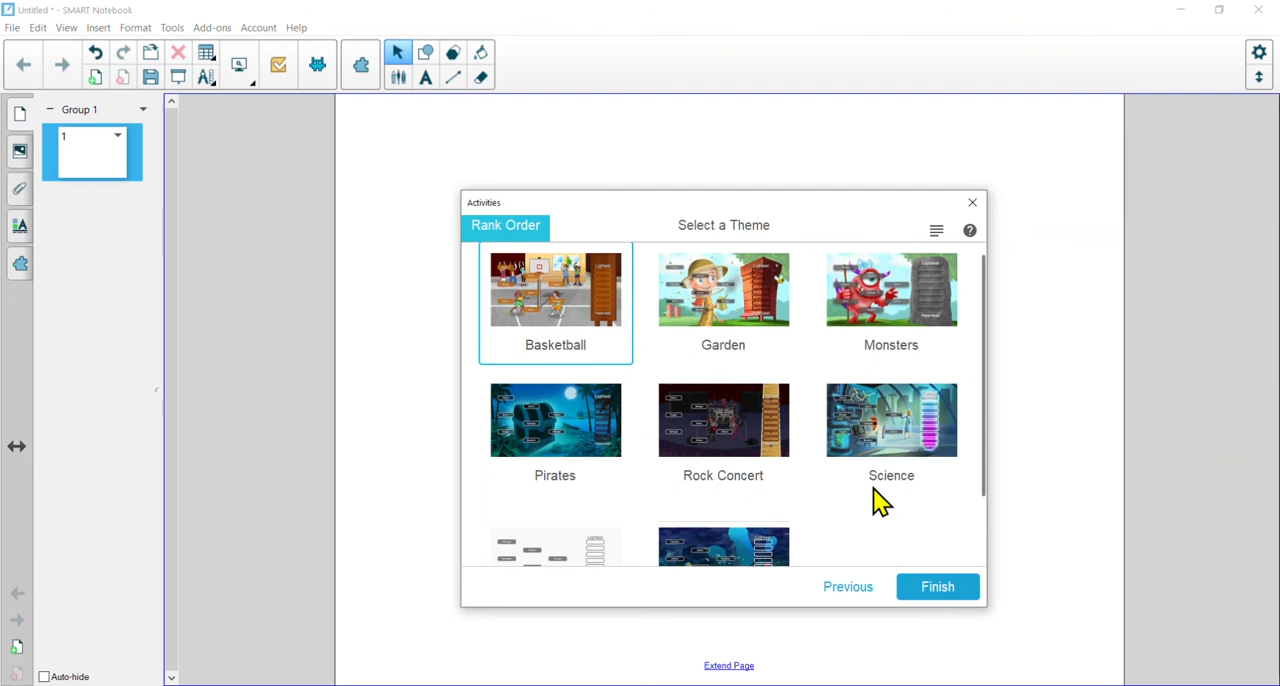 Untitled * - SMART Notebook
File Edit View Insert Format Tools Add-ons Account Help
Group 1
1
Activities
Rank Order
Select a Theme
Basketball
Garden
Monsters
Pirates
Rock Concert
Science
Previous
Finish
Extend Page
Auto-hide